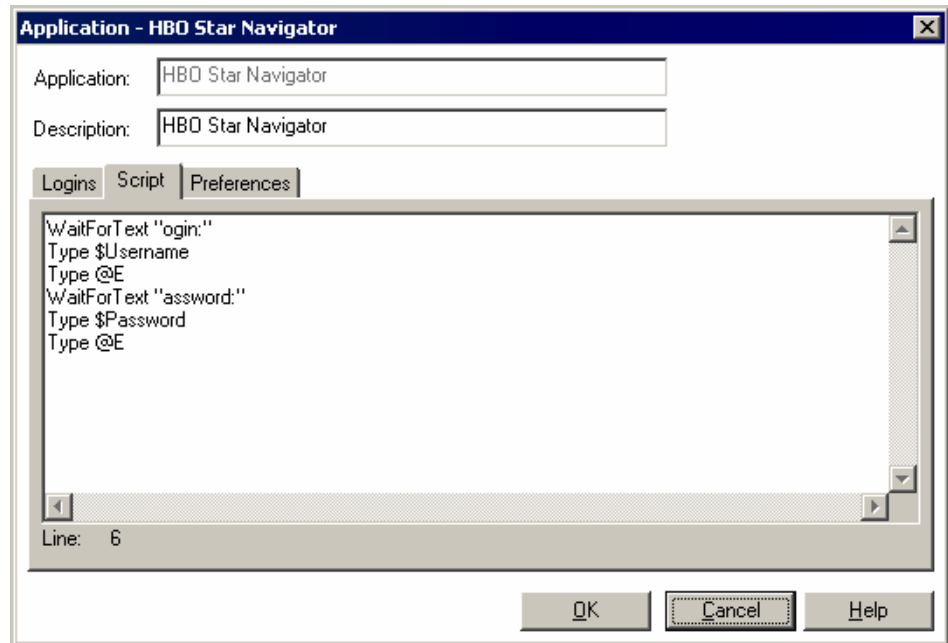 Application - HBO Star Navigator
Application: HBO Star Navigator
Description: HBO Star Navigator
Logins Script Preferences
WaitForText "ogin:"
Type $Username
Type @E
WaitForText "assword:"
Type $Password
Type @E
Line: 6
OK Cancel Help